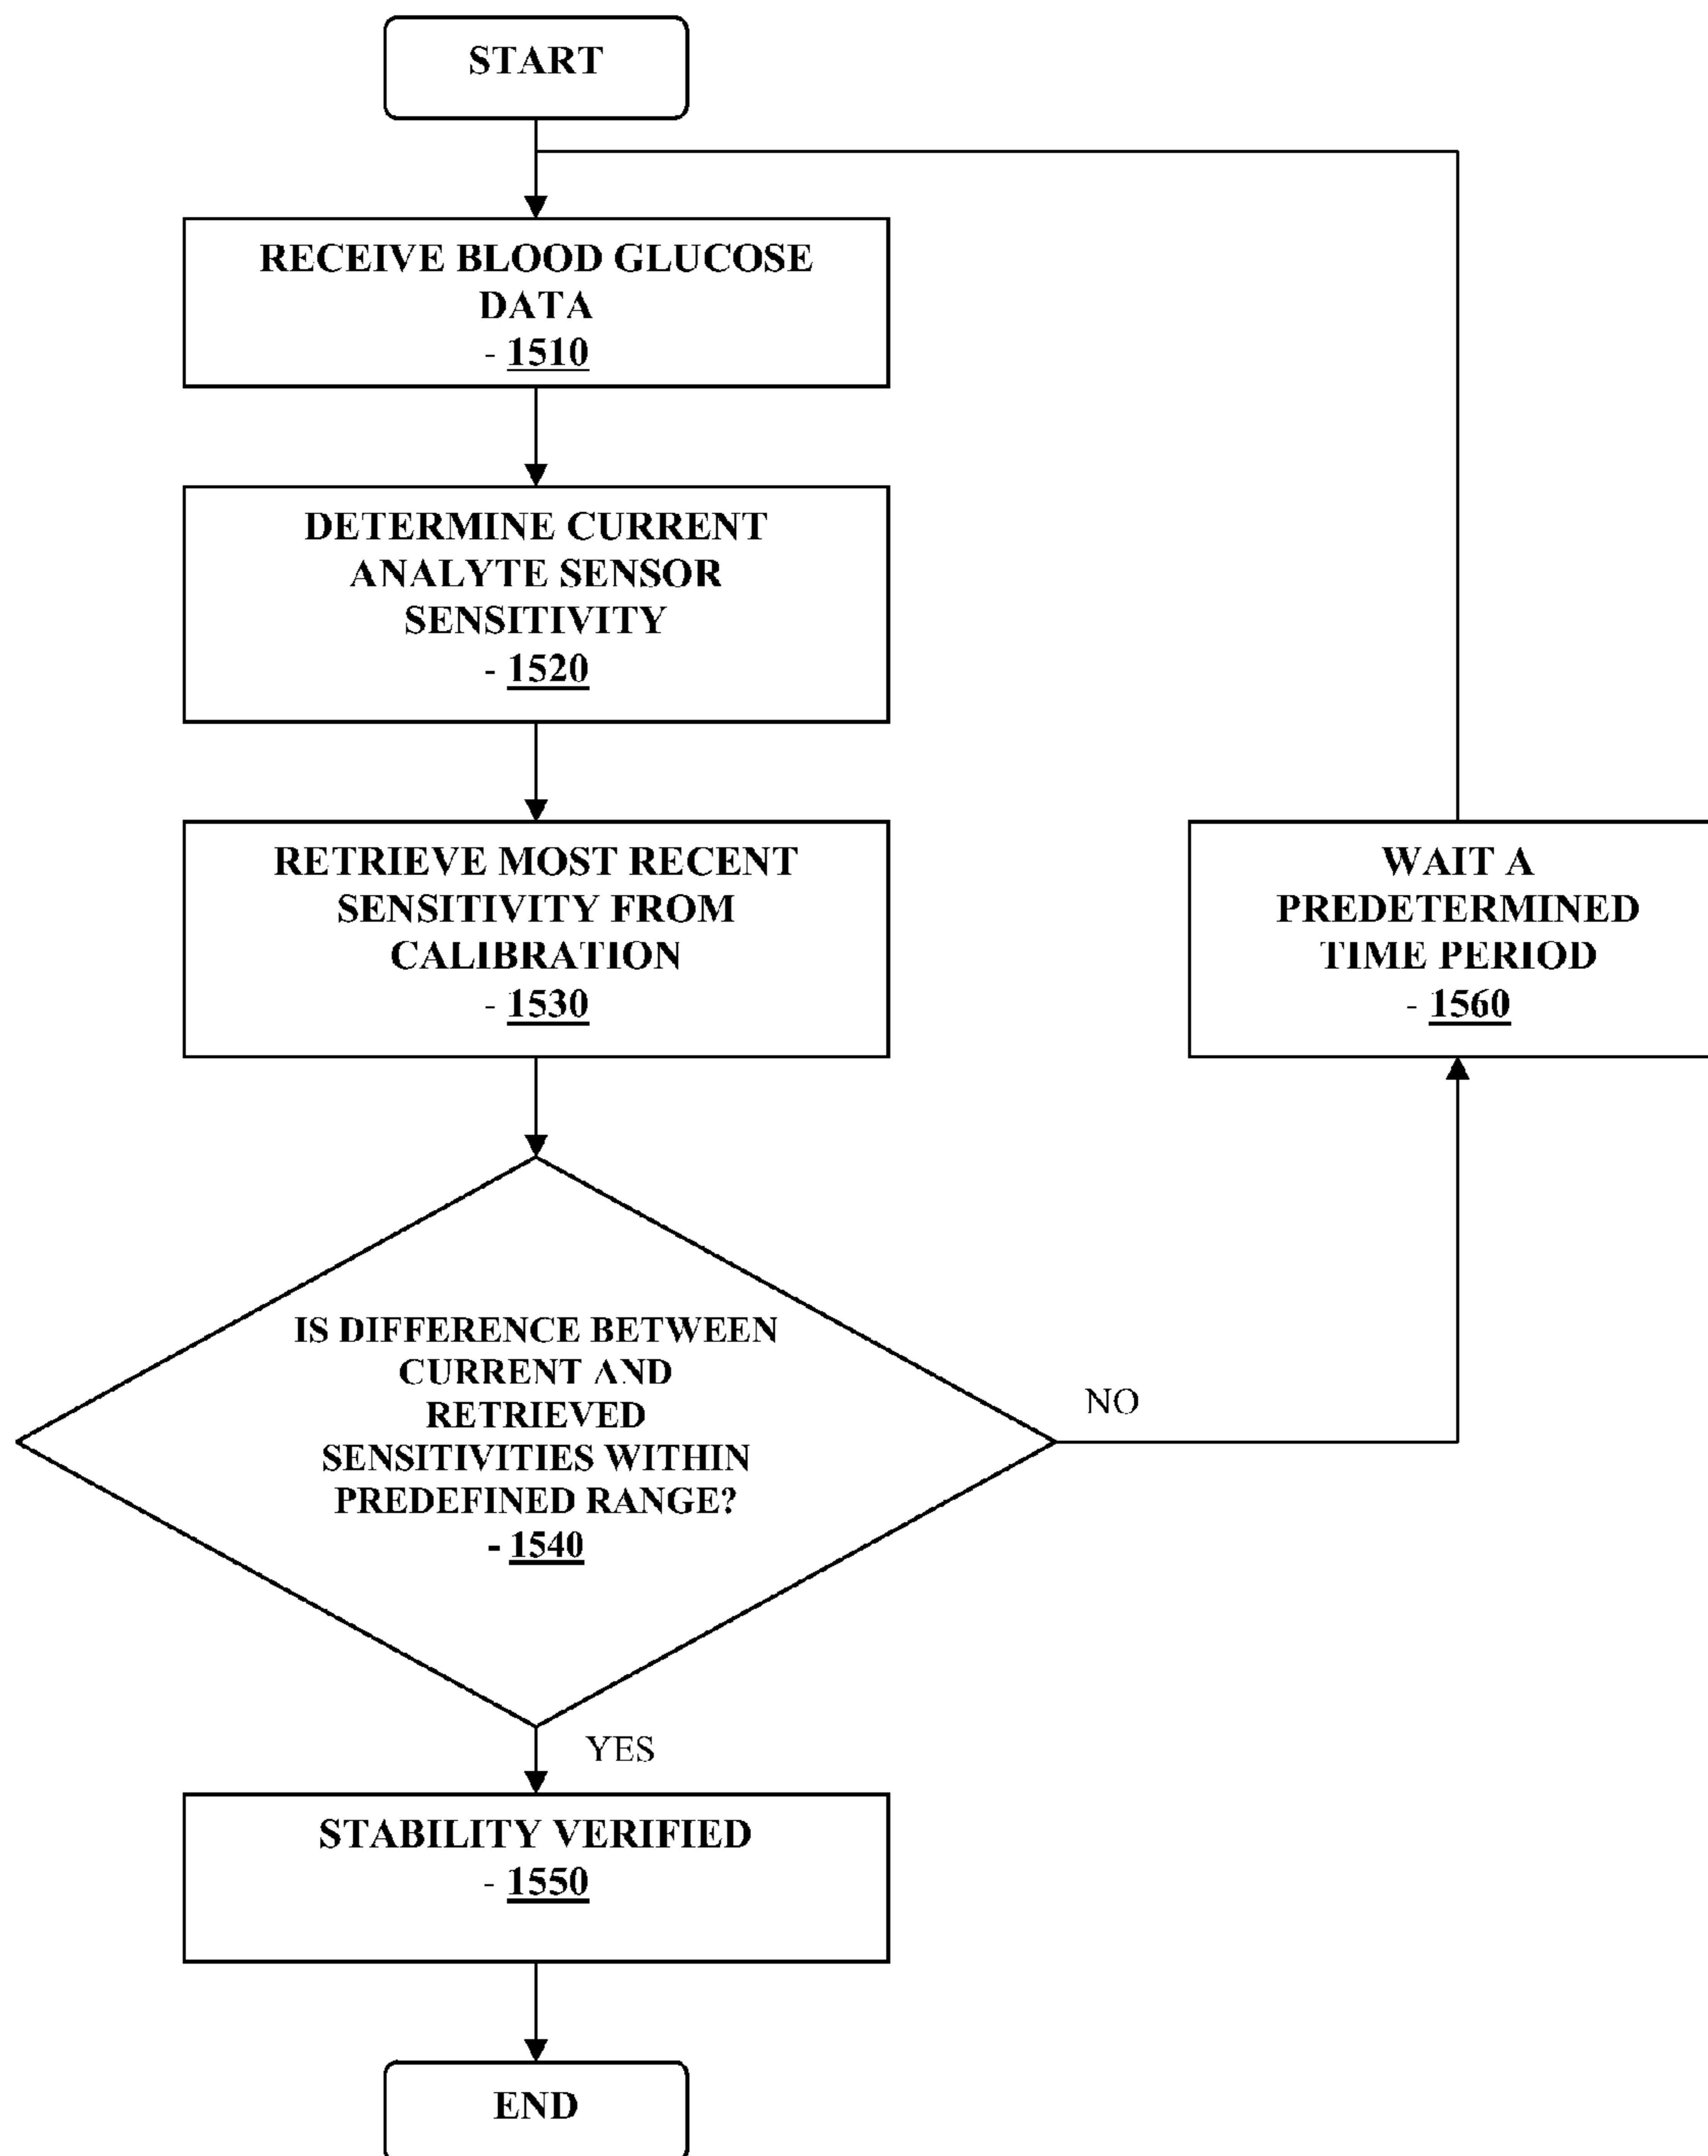 START
RECEIVE BLOOD GLUCOSE
DATA
- 1510
DETERMINE CURRENT
ANALYTE SENSOR
SENSITIVITY
- 1520
RETRIEVE MOST RECENT
SENSITIVITY FROM
CALIBRATION
- 1530
WAIT A
PREDETERMINED
TIME PERIOD
- 1560
IS DIFFERENCE BETWEEN
CURRENT AND
RETRIEVED
SENSITIVITIES WITHIN
PREDEFINED RANGE?
- 1540
NO
YES
STABILITY VERIFIED
- 1550
END